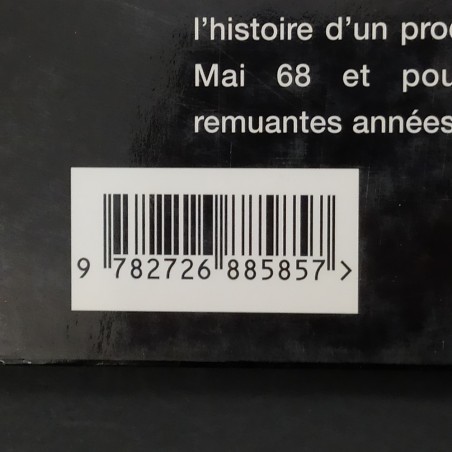 l'histoire d'un
Mai 68 et
remuantes années
9 782726 885857 >